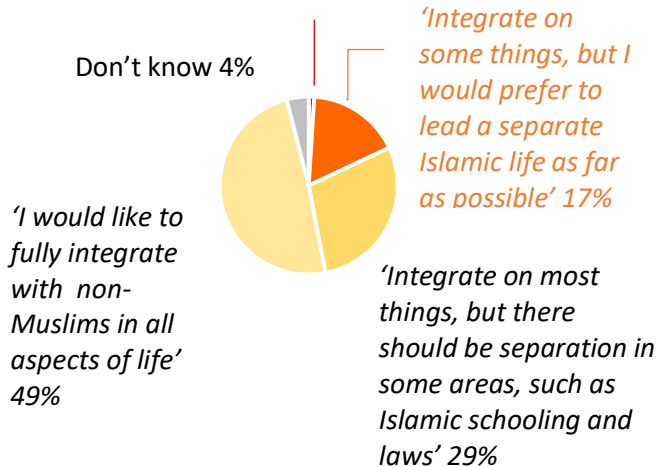 ‘Integrate on
some things, but I
would prefer to
lead a separate
Islamic life as far
as possible’ 17%
Don’t know 4%
‘I would like to
fully integrate
with  non-
Muslims in all
aspects of life’
49%
‘Integrate on most
things, but there
should be separation in
some areas, such as
Islamic schooling and
laws’ 29%